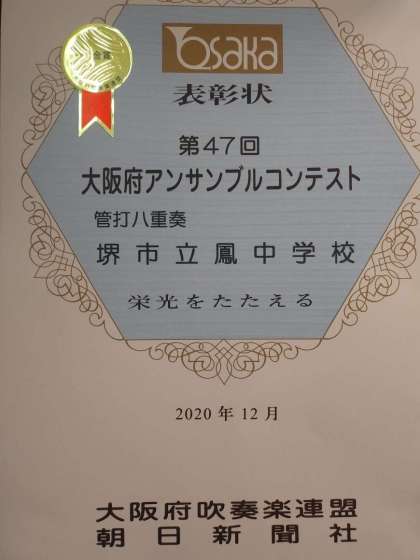 Osaka
金賞
表彰状
第47回
大阪府アンサンブルコンテスト
管打八重奏
堺市立鳳中学校
栄光をたたえる
2020年12月
大阪府吹奏楽連盟
朝日新聞社